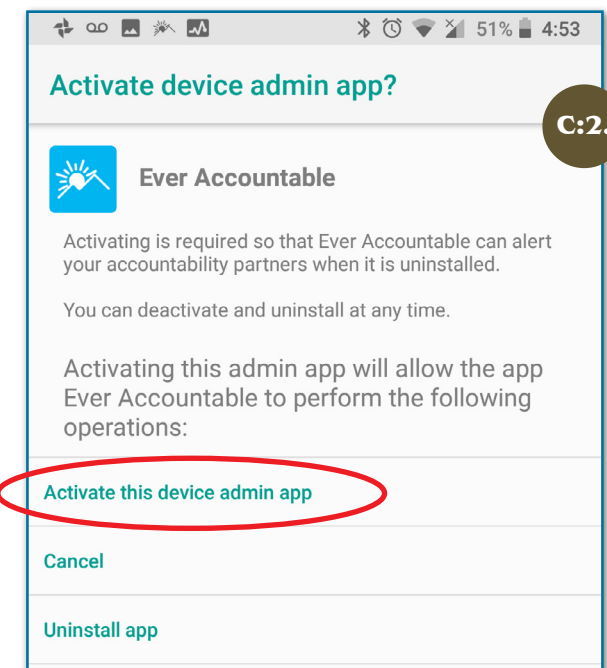 51% 4:53
Activate device admin app?
C:2.
Ever Accountable
Activating is required so that Ever Accountable can alert
your accountability partners when it is uninstalled.
You can deactivate and uninstall at any time.
Activating this admin app will allow the app
Ever Accountable to perform the following
operations:
Activate this device admin app
Cancel
Uninstall app